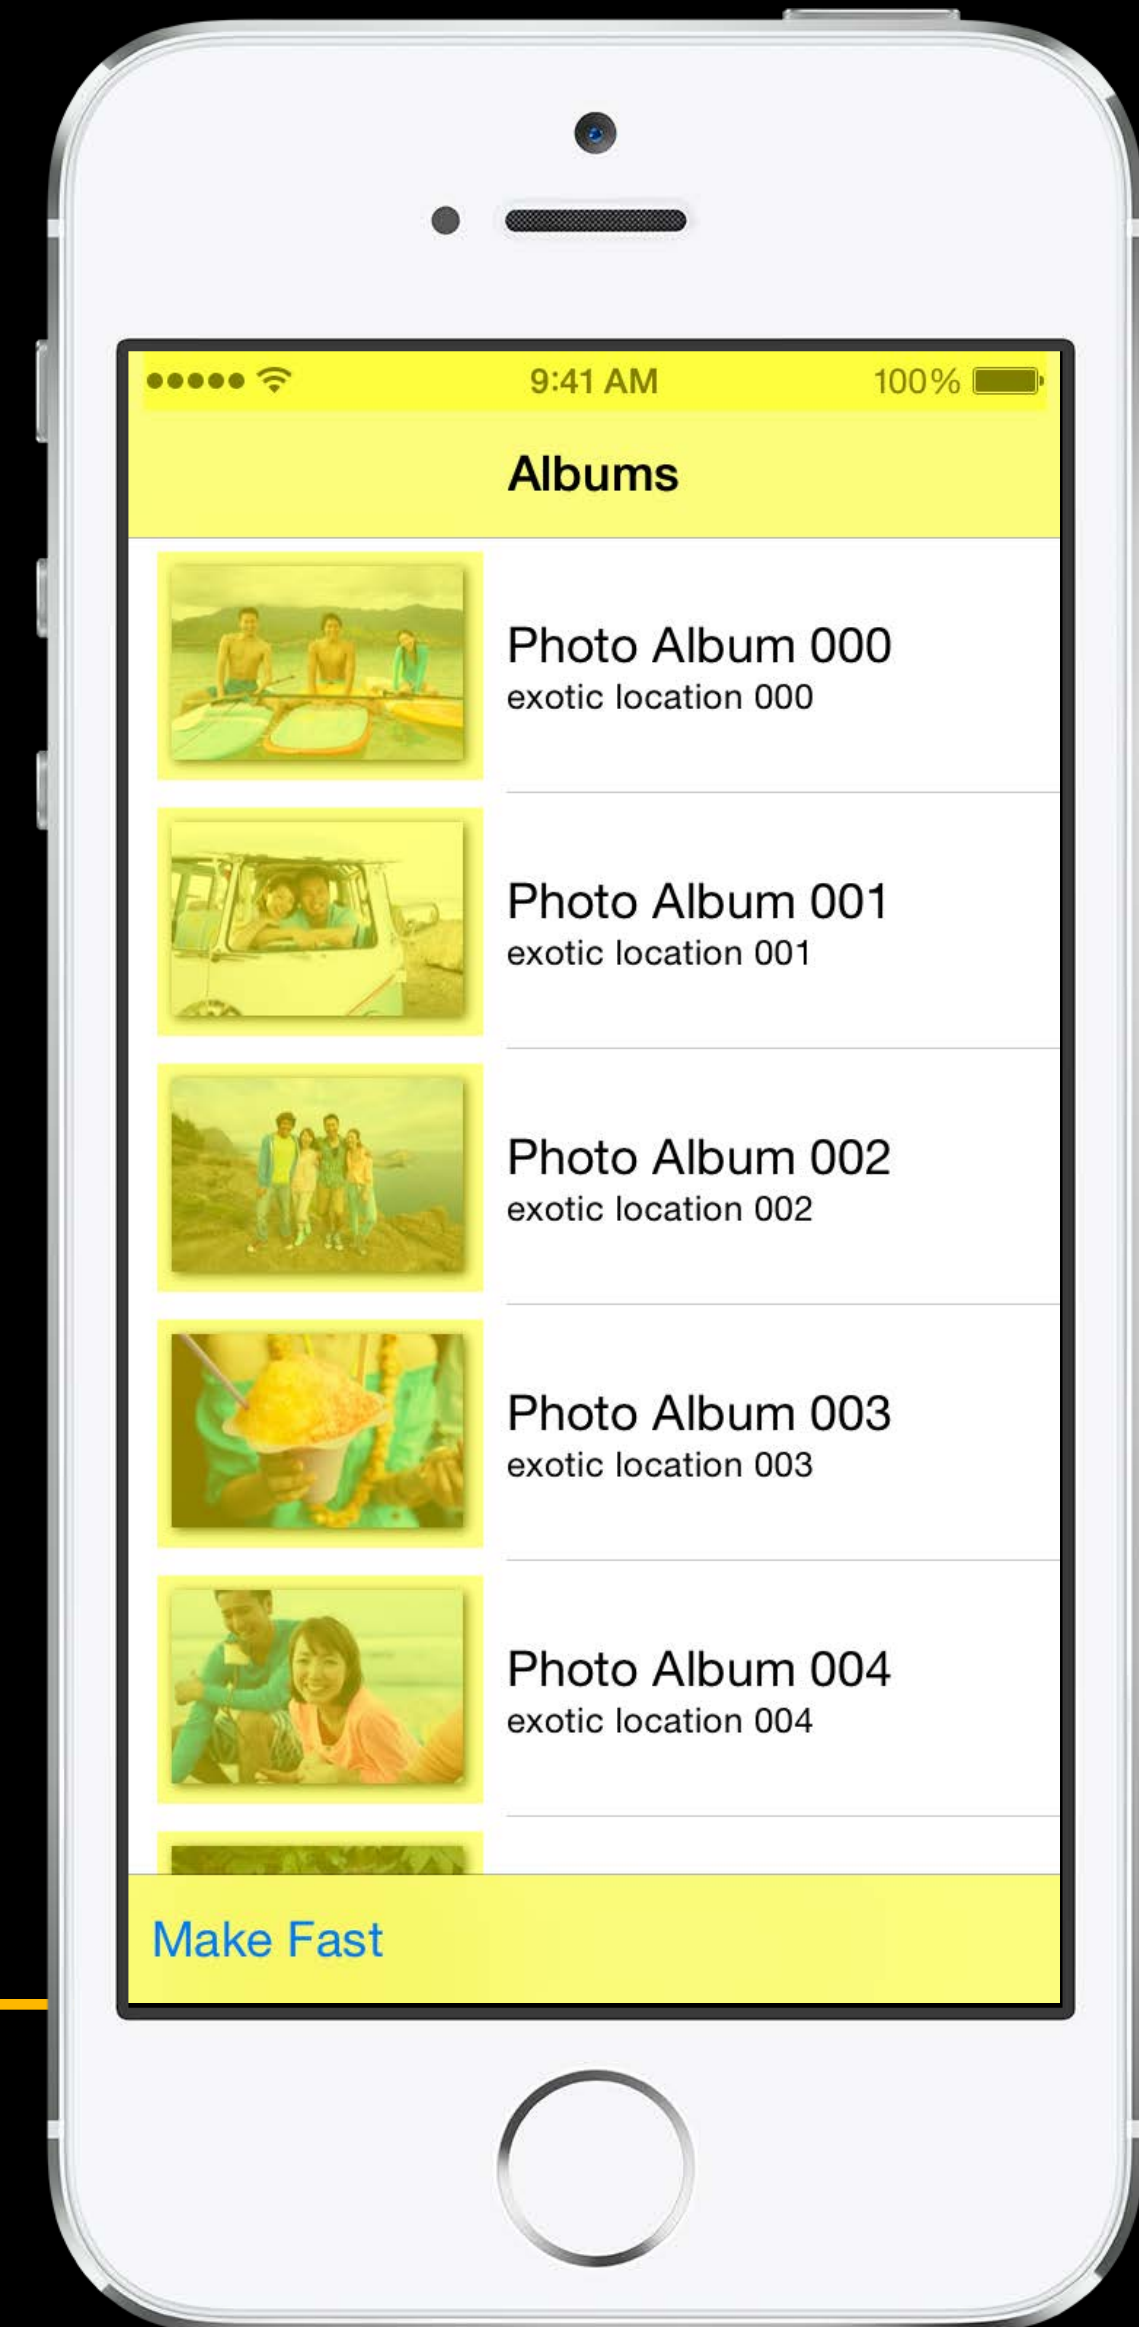 9:41 AM 100%
Albums
Photo Album 000
exotic location 000
Photo Album 001
exotic location 001
Photo Album 002
exotic location 002
Photo Album 003
exotic location 003
Photo Album 004
exotic location 004
Make Fast